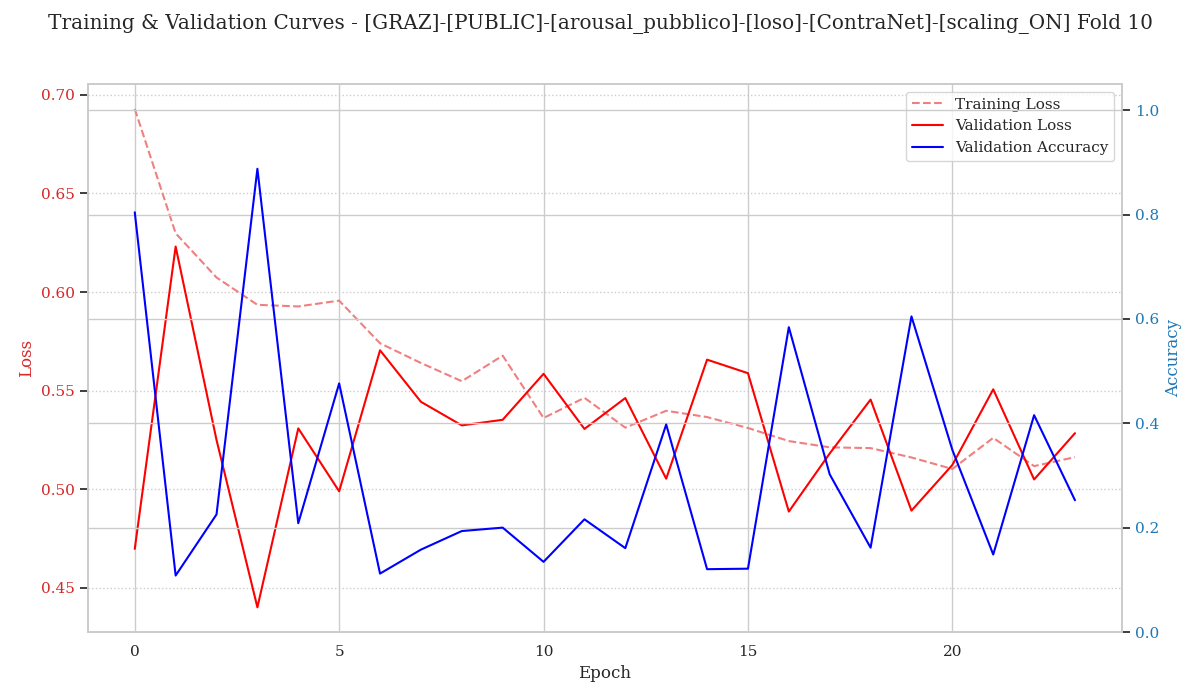 Training & Validation Curves - [GRAZ]-[PUBLIC]-[arousal_pubblico]-[loso]-[ContraNet]-[scaling_ON] Fold 10
Training Loss
Validation Loss
Validation Accuracy
0.70
0.65
0.60
0.55
0.50
0.45
Loss
1.0
0.8
0.6
0.4
0.2
0.0
Accuracy
0
5
10
15
20
Epoch